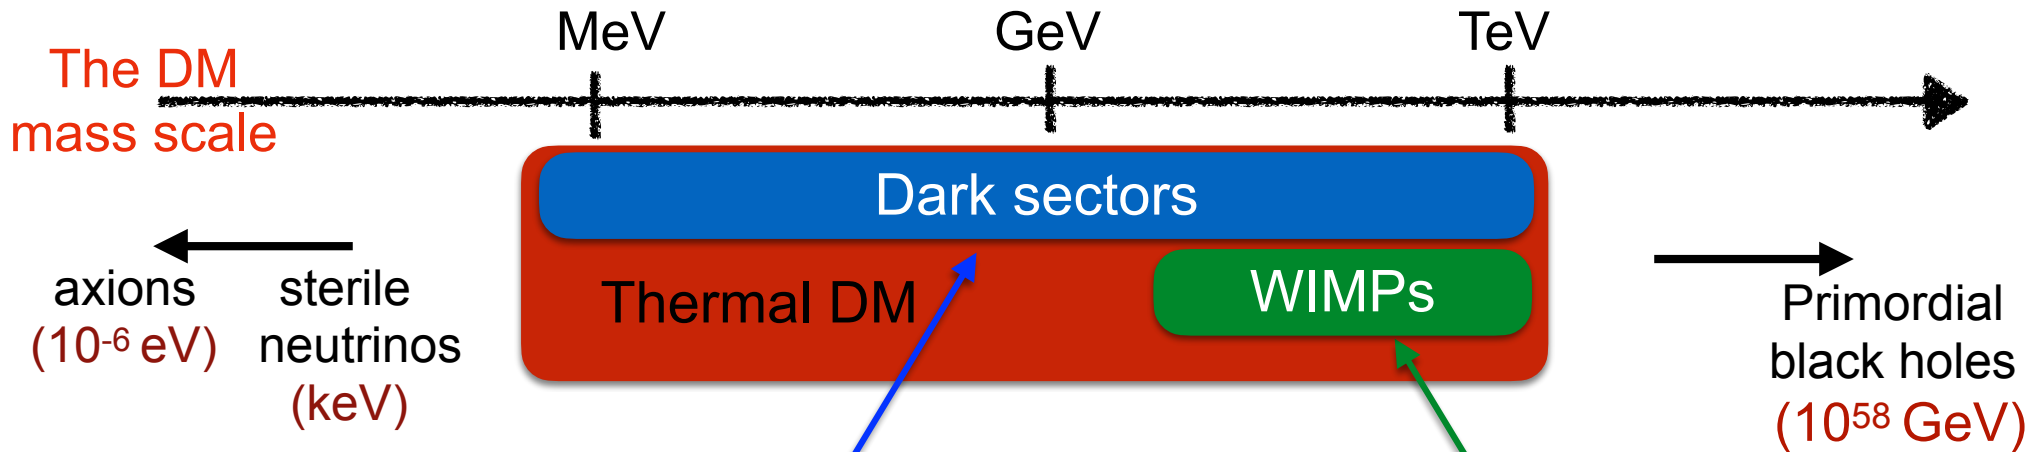 The DM
mass scale
MeV
GeV
TeV
Dark sectors
Thermal DM
WIMPs
axions
(10⁻⁶ eV)
sterile
neutrinos
(keV)
Primordial
black holes
(10⁵⁸ GeV)